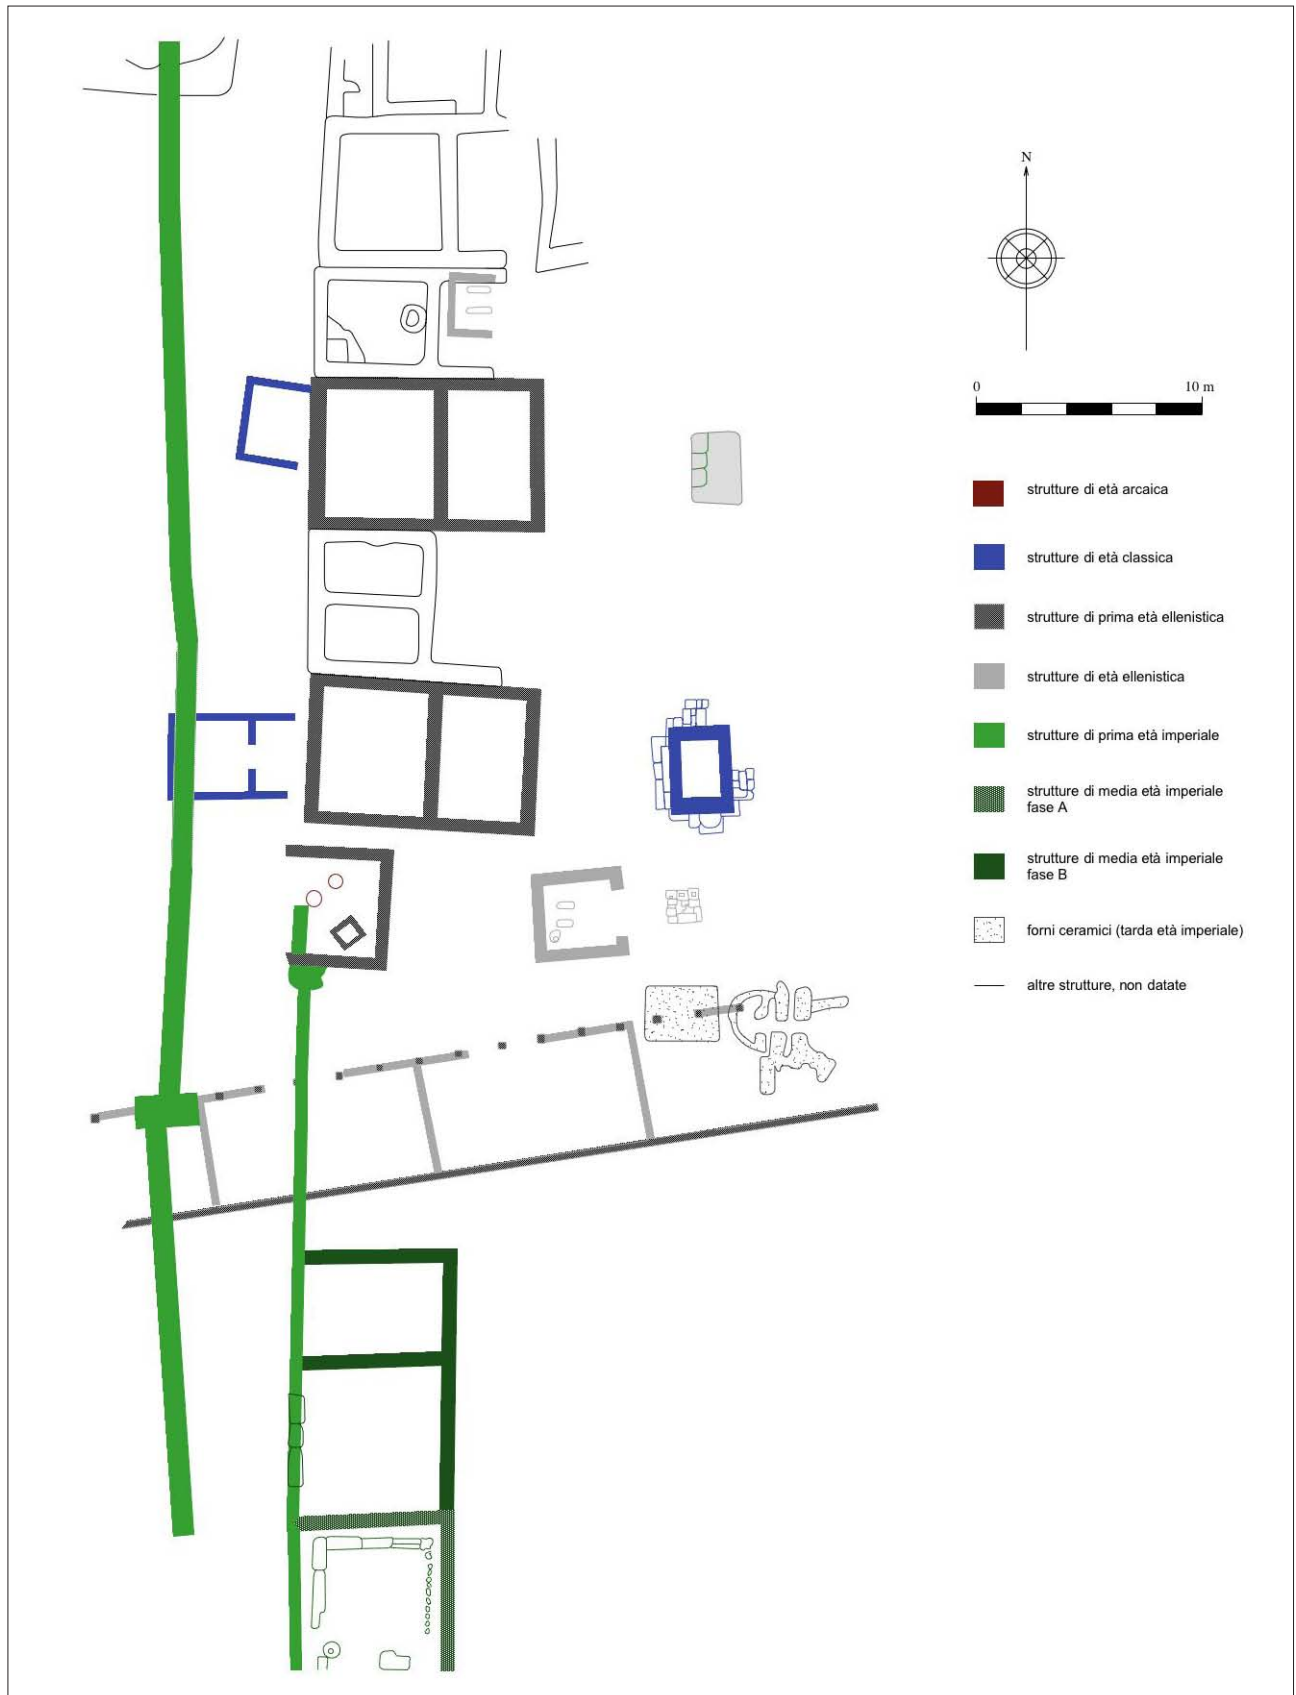 N
0 10 m
strutture di età arcaica
strutture di età classica
strutture di prima età ellenistica
strutture di età ellenistica
strutture di prima età imperiale
strutture di media età imperiale
fase A
strutture di media età imperiale
fase B
forni ceramici (tarda età imperiale)
altre strutture, non datate